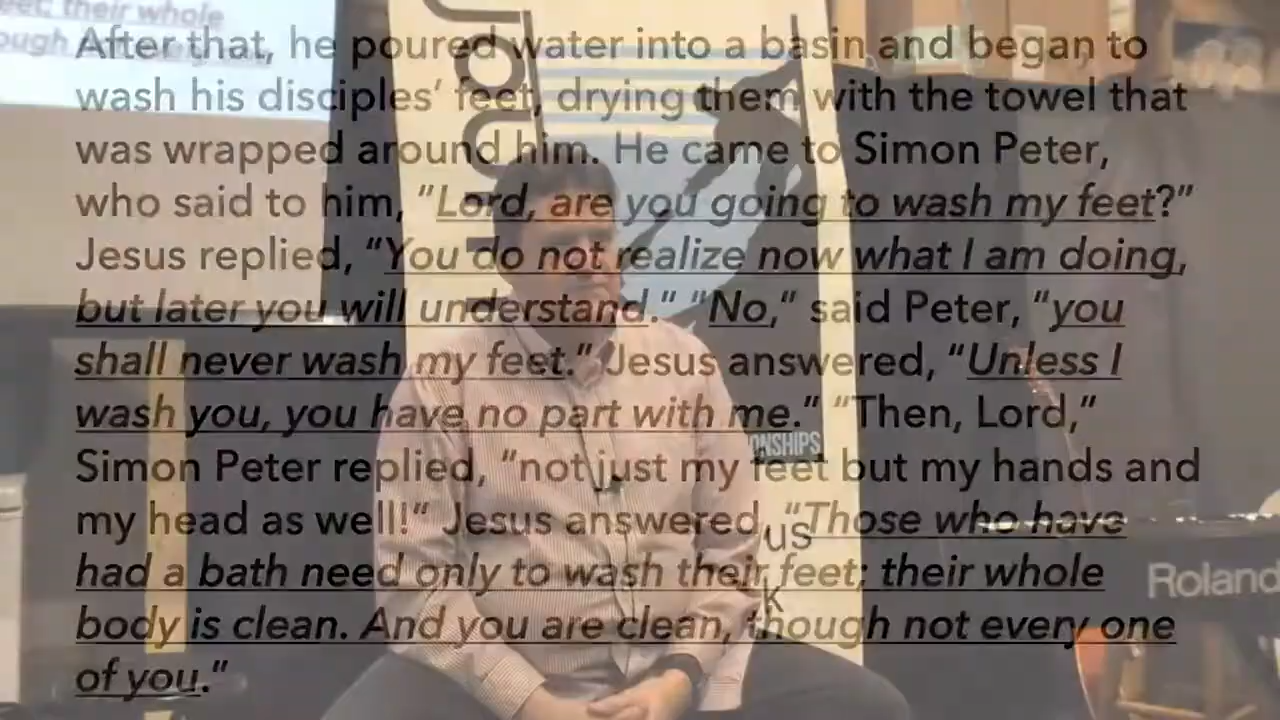 eet; their whole
After that, he poured water into a basin and began to
wash his disciples’ feet, drying them with the towel that
was wrapped around him. He came to Simon Peter,
who said to him, “Lord, are you going to wash my feet?”
Jesus replied, “You do not realize now what I am doing,
but later you will understand.” “No,” said Peter, “you
shall never wash my feet.” Jesus answered, “Unless I
wash you, you have no part with me.” “Then, Lord,”
Simon Peter replied, “not just my feet but my hands and
my head as well!” Jesus answered, “Those who have
had a bath need only to wash their feet; their whole
body is clean. And you are clean, though not every one
of you.”
JOUR
ONSHIPS
us
k
Roland